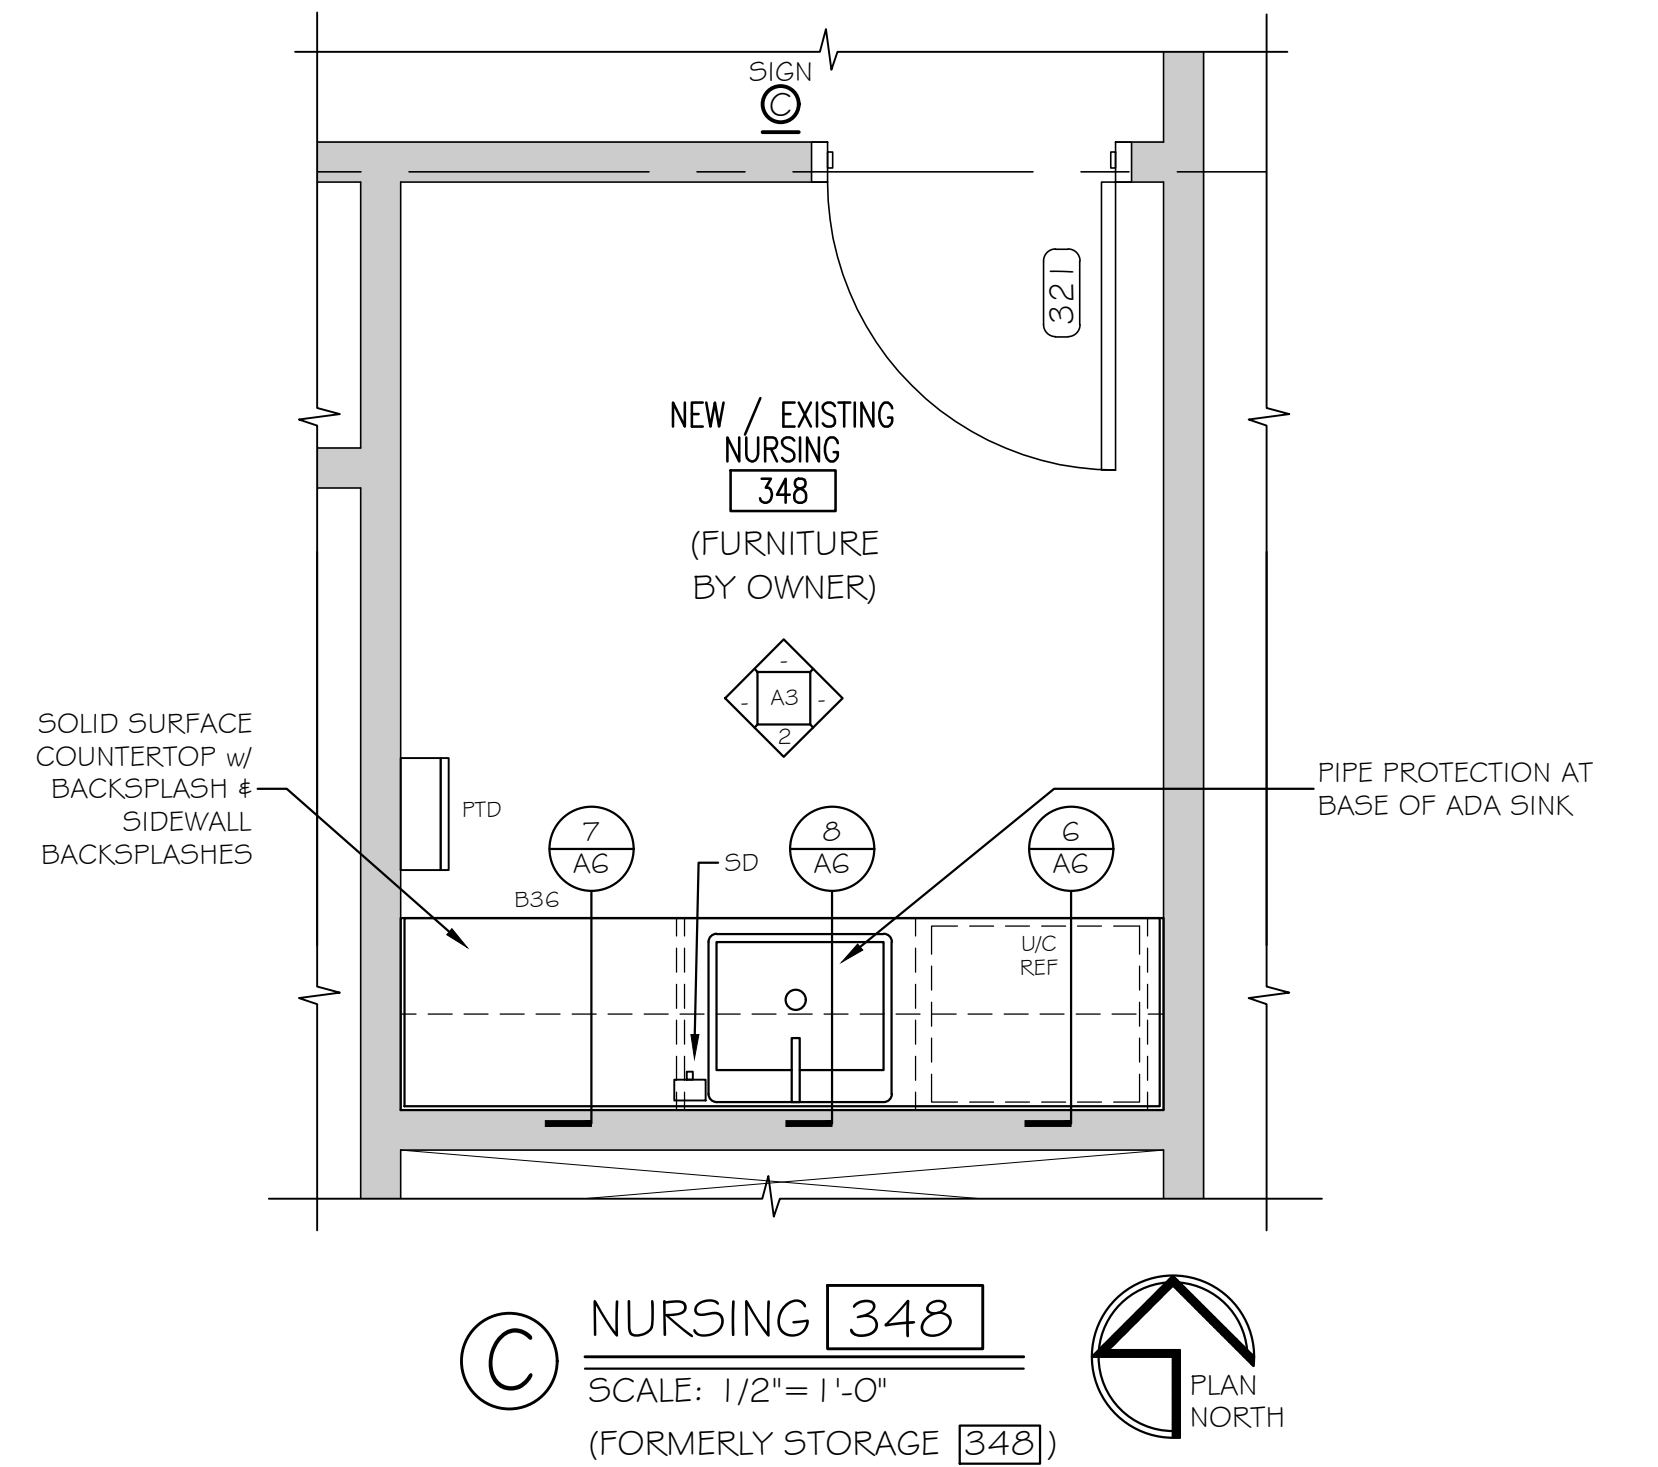 SIGN
C
321
NEW / EXISTING
NURSING
348
(FURNITURE
BY OWNER)
-
- A3 -
2
SOLID SURFACE
COUNTERTOP w/
BACKSPLASH &
SIDEWALL
BACKSPLASHES
PIPE PROTECTION AT
BASE OF ADA SINK
PTD
7
A6
SD
8
A6
6
A6
B36
U/C
REF
C
NURSING 348
SCALE: 1/2"=1'-0"
(FORMERLY STORAGE 348)
PLAN
NORTH